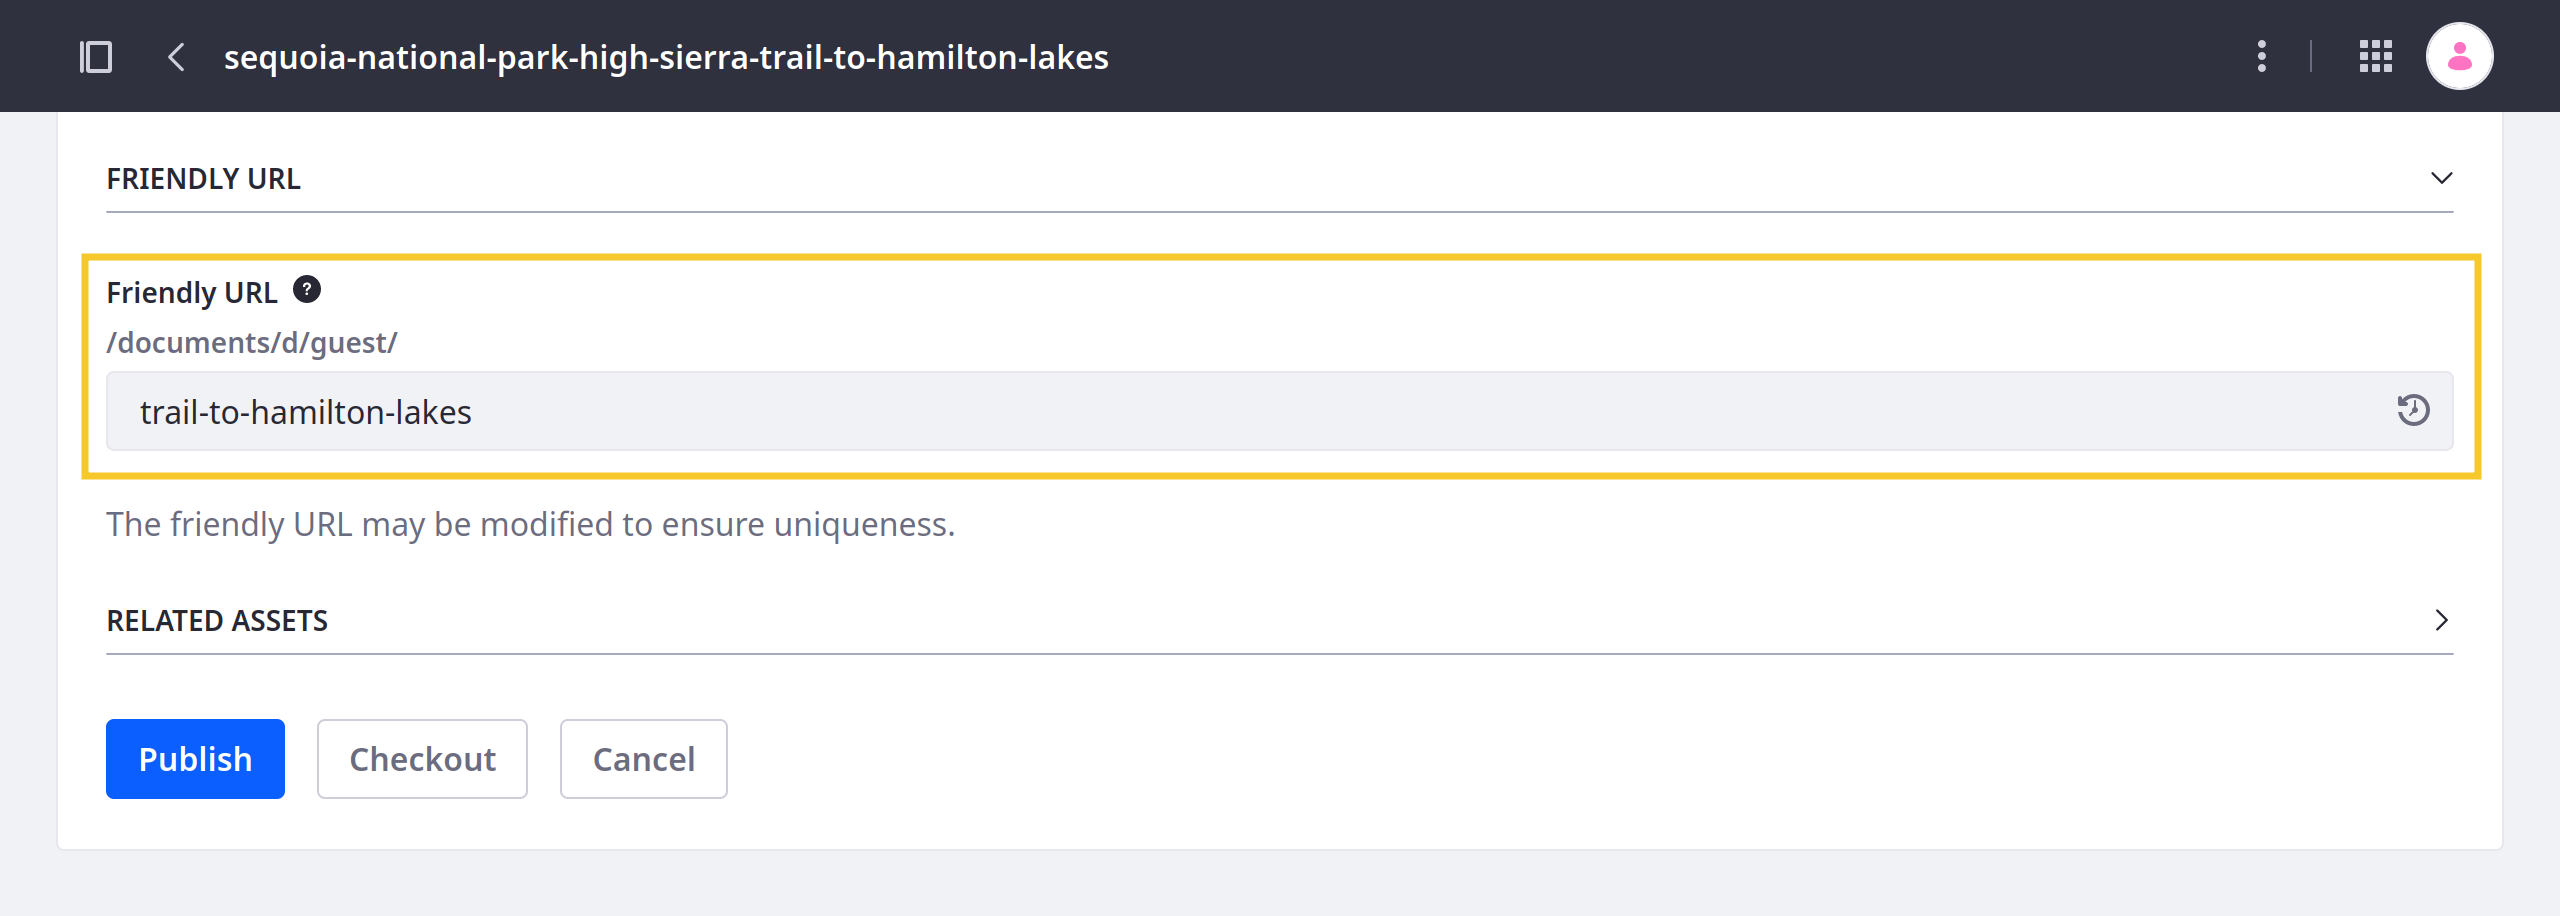 sequoia-national-park-high-sierra-trail-to-hamilton-lakes
FRIENDLY URL
Friendly URL ?
/documents/d/guest/
trail-to-hamilton-lakes
The friendly URL may be modified to ensure uniqueness.
RELATED ASSETS
Publish Checkout Cancel